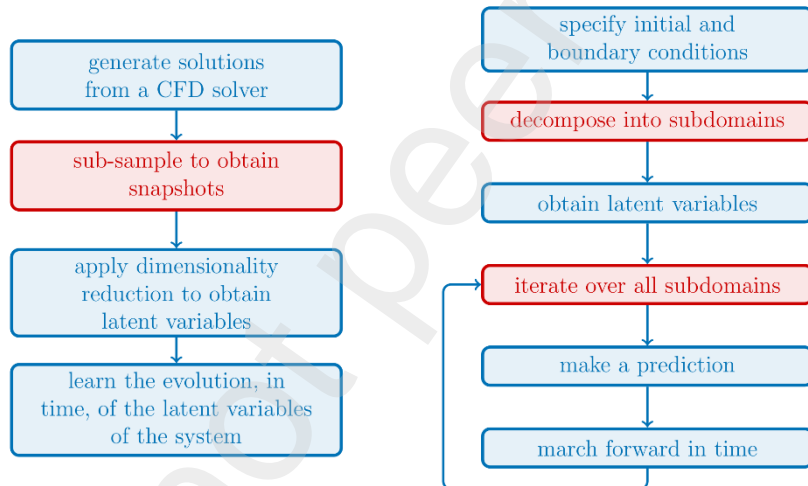 generate solutions
from a CFD solver
sub-sample to obtain
snapshots
apply dimensionality
reduction to obtain
latent variables
learn the evolution, in
time, of the latent variables
of the system
specify initial and
boundary conditions
decompose into subdomains
obtain latent variables
iterate over all subdomains
make a prediction
march forward in time
not peer